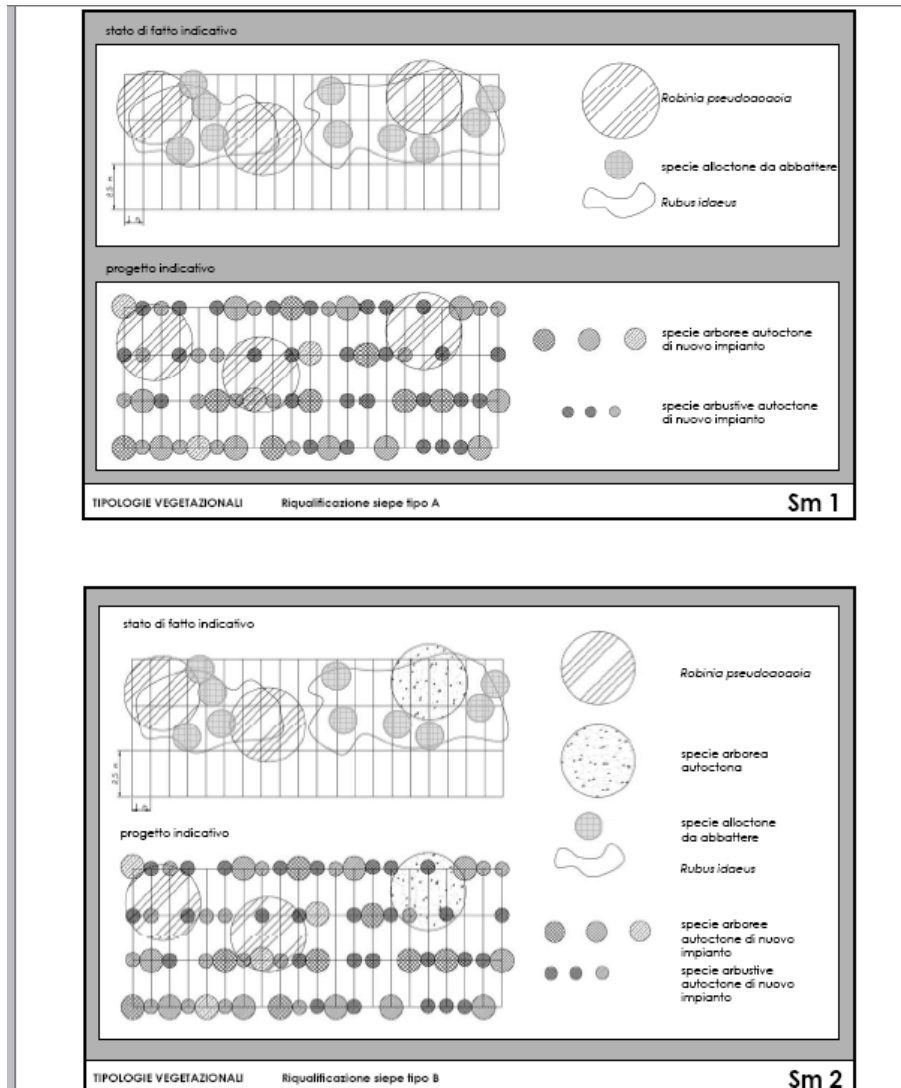 stato di fatto indicativo
Robinia pseudoacacia
specie alloctone da abbattere
Rubus idaeus
2,5 m
1 m
progetto indicativo
specie arboree autoctone
di nuovo impianto
specie arbustive autoctone
di nuovo impianto
TIPOLOGIE VEGETAZIONALI Riqualificazione siepe tipo A Sm 1
stato di fatto indicativo
Robinia pseudoacacia
specie arborea
autoctona
2,5 m
1 m
specie alloctone
da abbattere
Rubus idaeus
progetto indicativo
specie arboree
autoctone di nuovo
impianto
specie arbustive
autoctone di nuovo
impianto
TIPOLOGIE VEGETAZIONALI Riqualificazione siepe tipo B Sm 2